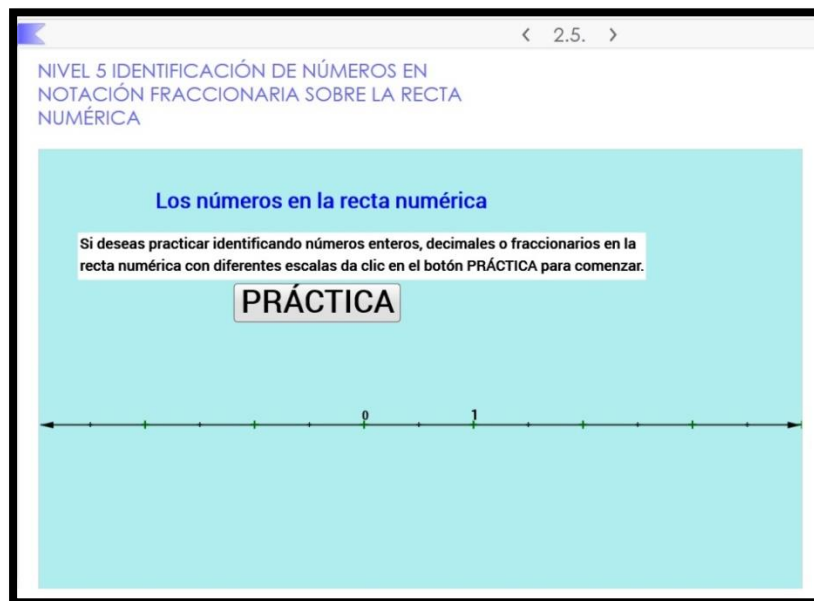 2.5.
NIVEL 5 IDENTIFICACIÓN DE NÚMEROS EN
NOTACIÓN FRACCIONARIA SOBRE LA RECTA
NUMÉRICA
Los números en la recta numérica
Si deseas practicar identificando números enteros, decimales o fraccionarios en la
recta numérica con diferentes escalas da clic en el botón PRÁCTICA para comenzar.
PRÁCTICA
0 1